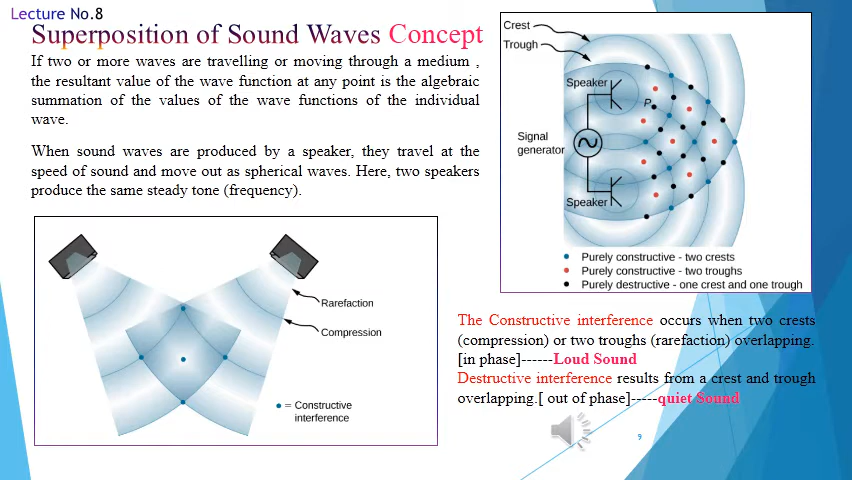 Lecture No.8
Superposition of Sound Waves Concept
If two or more waves are travelling or moving through a medium ,
the resultant value of the wave function at any point is the algebraic
summation of the values of the wave functions of the individual
wave.
When sound waves are produced by a speaker, they travel at the
speed of sound and move out as spherical waves. Here, two speakers
produce the same steady tone (frequency).
Rarefaction
Compression
= Constructive
interference
Crest
Trough
Speaker
P
Signal
generator
Speaker
Purely constructive - two crests
Purely constructive - two troughs
Purely destructive - one crest and one trough
The Constructive interference occurs when two crests
(compression) or two troughs (rarefaction) overlapping.
[in phase]------Loud Sound
Destructive interference results from a crest and trough
overlapping.[ out of phase]-----quiet Sound